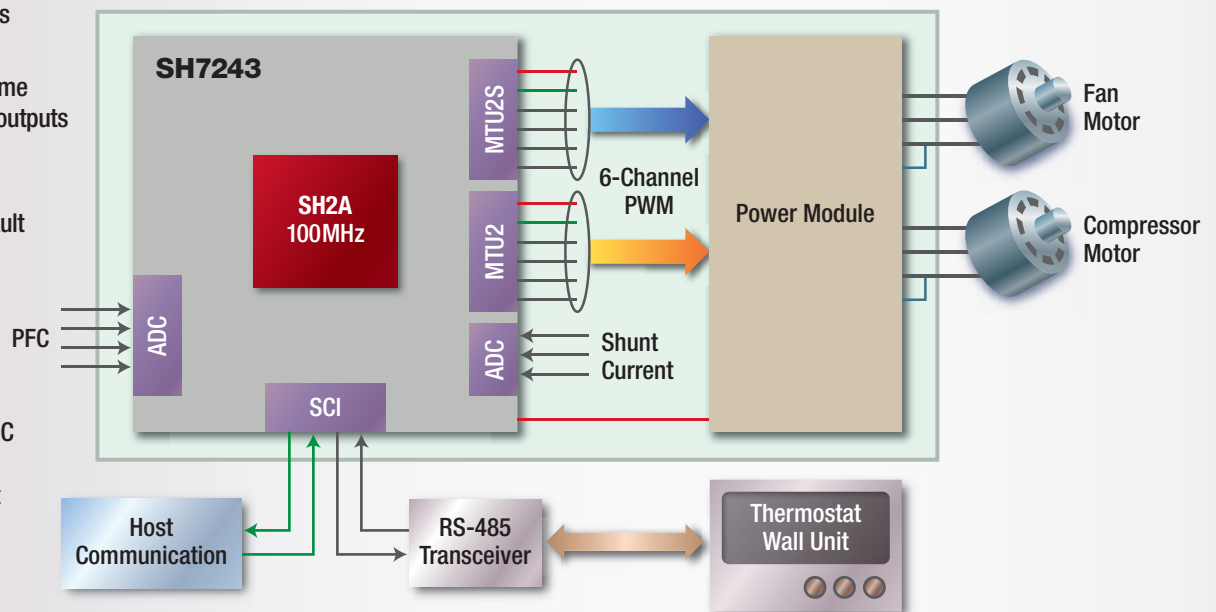 s
me
outputs
ult
C
t
SH7243
SH2A
100MHz
MTU2S
MTU2
ADC
ADC
SCI
PFC
6-Channel
PWM
Shunt
Current
Power Module
Fan
Motor
Compressor
Motor
Host
Communication
RS-485
Transceiver
Thermostat
Wall Unit